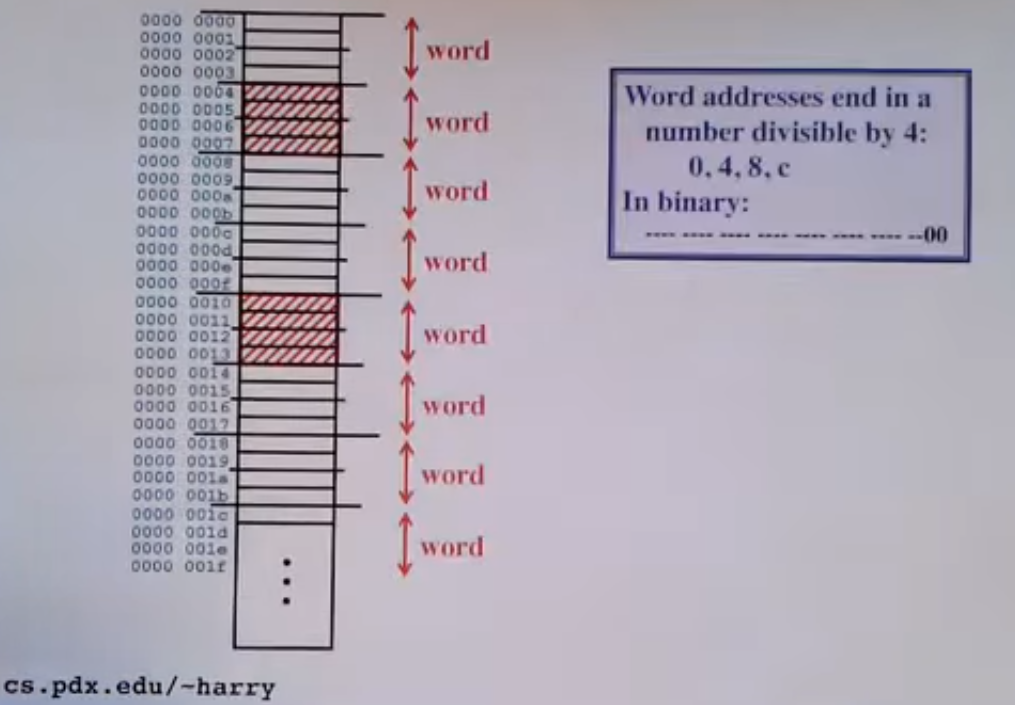 0000 0000
0000 0001
0000 0002
0000 0003
0000 0004
0000 0005
0000 0006
0000 0007
0000 0008
0000 0009
0000 000a
0000 000b
0000 000c
0000 000d
0000 000e
0000 000f
0000 0010
0000 0011
0000 0012
0000 0013
0000 0014
0000 0015
0000 0016
0000 0017
0000 0018
0000 0019
0000 001a
0000 001b
0000 001c
0000 001d
0000 001e
0000 001f
word
word
word
word
word
word
word
word
Word addresses end in a
number divisible by 4:
0, 4, 8, c
In binary:
---- ---- ---- ---- ---- ---- ---- --00
cs.pdx.edu/~harry